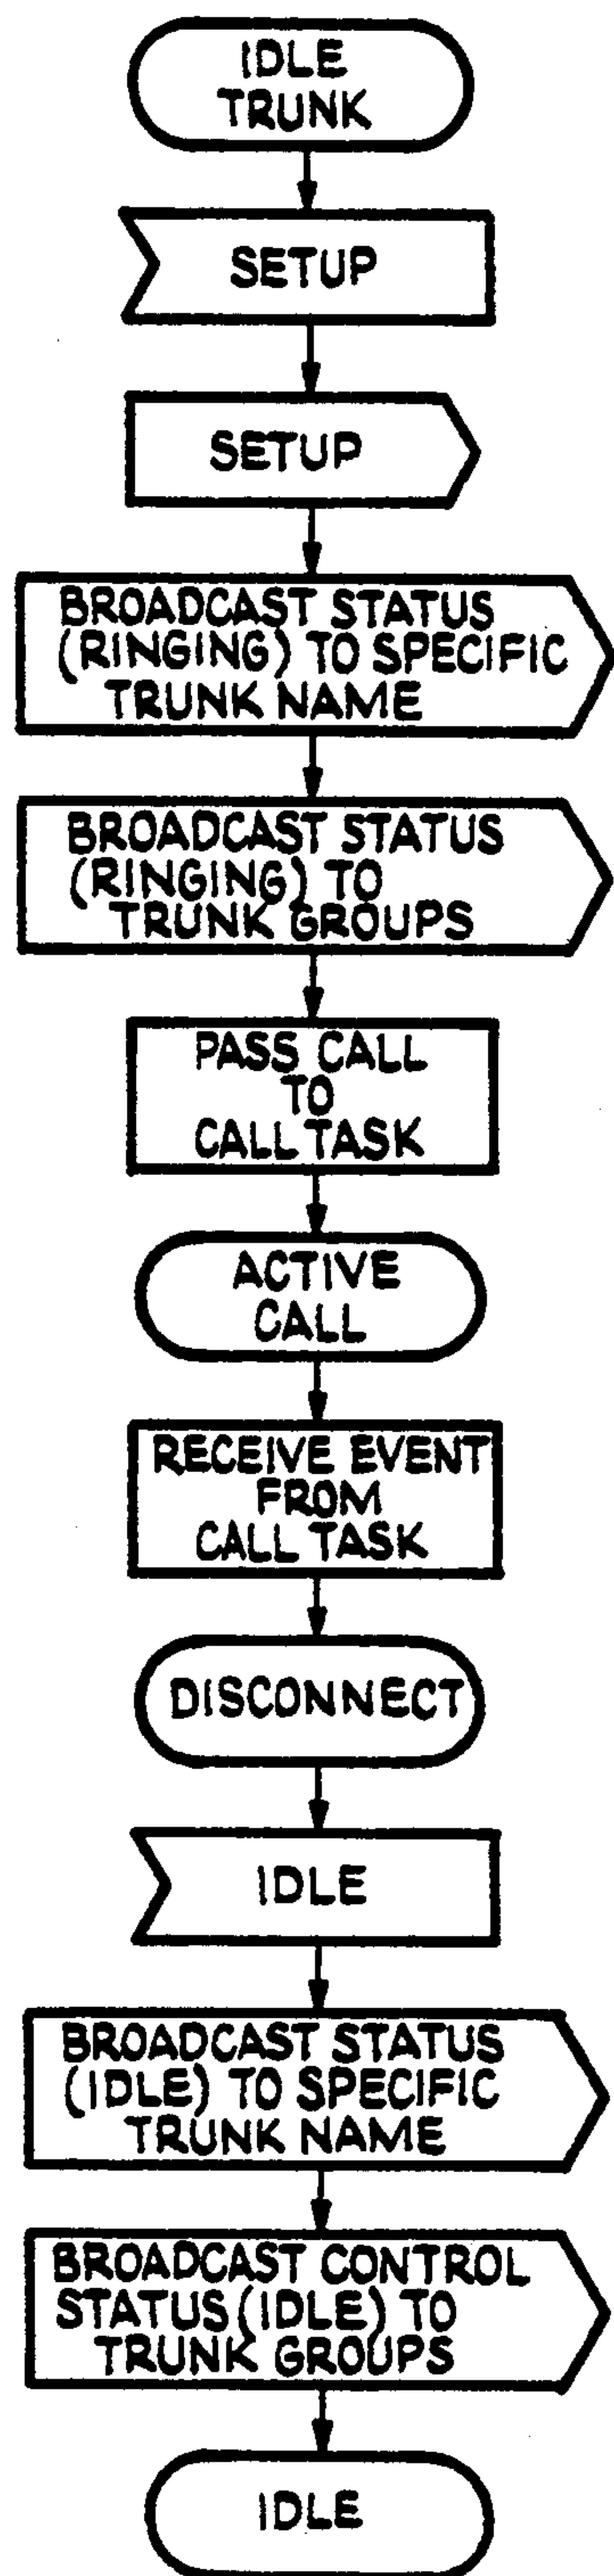 IDLE
TRUNK
SETUP
SETUP
BROADCAST STATUS
(RINGING) TO SPECIFIC
TRUNK NAME
BROADCAST STATUS
(RINGING) TO
TRUNK GROUPS
PASS CALL
TO
CALL TASK
ACTIVE
CALL
RECEIVE EVENT
FROM
CALL TASK
DISCONNECT
IDLE
BROADCAST STATUS
(IDLE) TO SPECIFIC
TRUNK NAME
BROADCAST CONTROL
STATUS (IDLE) TO
TRUNK GROUPS
IDLE